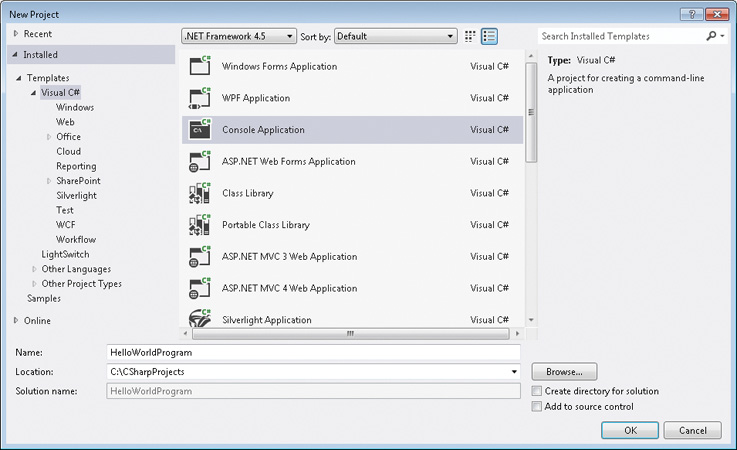 New Project
Recent
Installed
Templates
Visual C#
Windows
Web
Office
Cloud
Reporting
SharePoint
Silverlight
Test
WCF
Workflow
LightSwitch
Other Languages
Other Project Types
Samples
Online
.NET Framework 4.5 Sort by: Default
Windows Forms Application Visual C#
WPF Application Visual C#
Console Application Visual C#
ASP.NET Web Forms Application Visual C#
Class Library Visual C#
Portable Class Library Visual C#
ASP.NET MVC 3 Web Application Visual C#
ASP.NET MVC 4 Web Application Visual C#
Silverlight Application Visual C#
Search Installed Templates
Type: Visual C#
A project for creating a command-line
application
Name: HelloWorldProgram
Location: C:\CSharpProjects Browse...
Solution name: HelloWorldProgram
Create directory for solution
Add to source control
OK Cancel